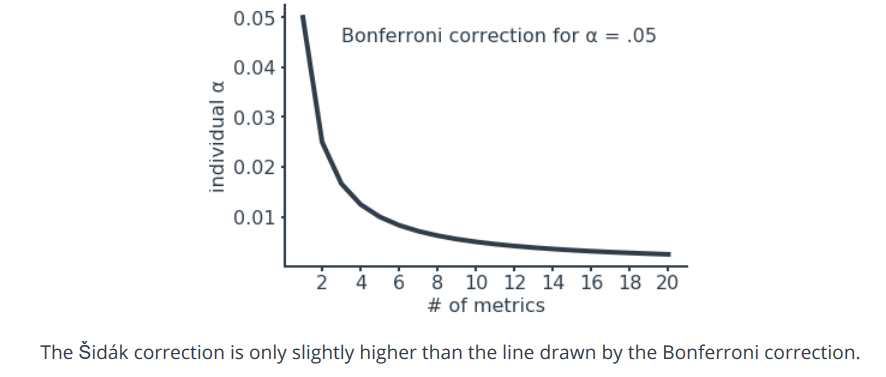 0.05
Bonferroni correction for α = .05
0.04
0.03
0.02
0.01
individual α
2 4 6 8 10 12 14 16 18 20
# of metrics
The Šidák correction is only slightly higher than the line drawn by the Bonferroni correction.